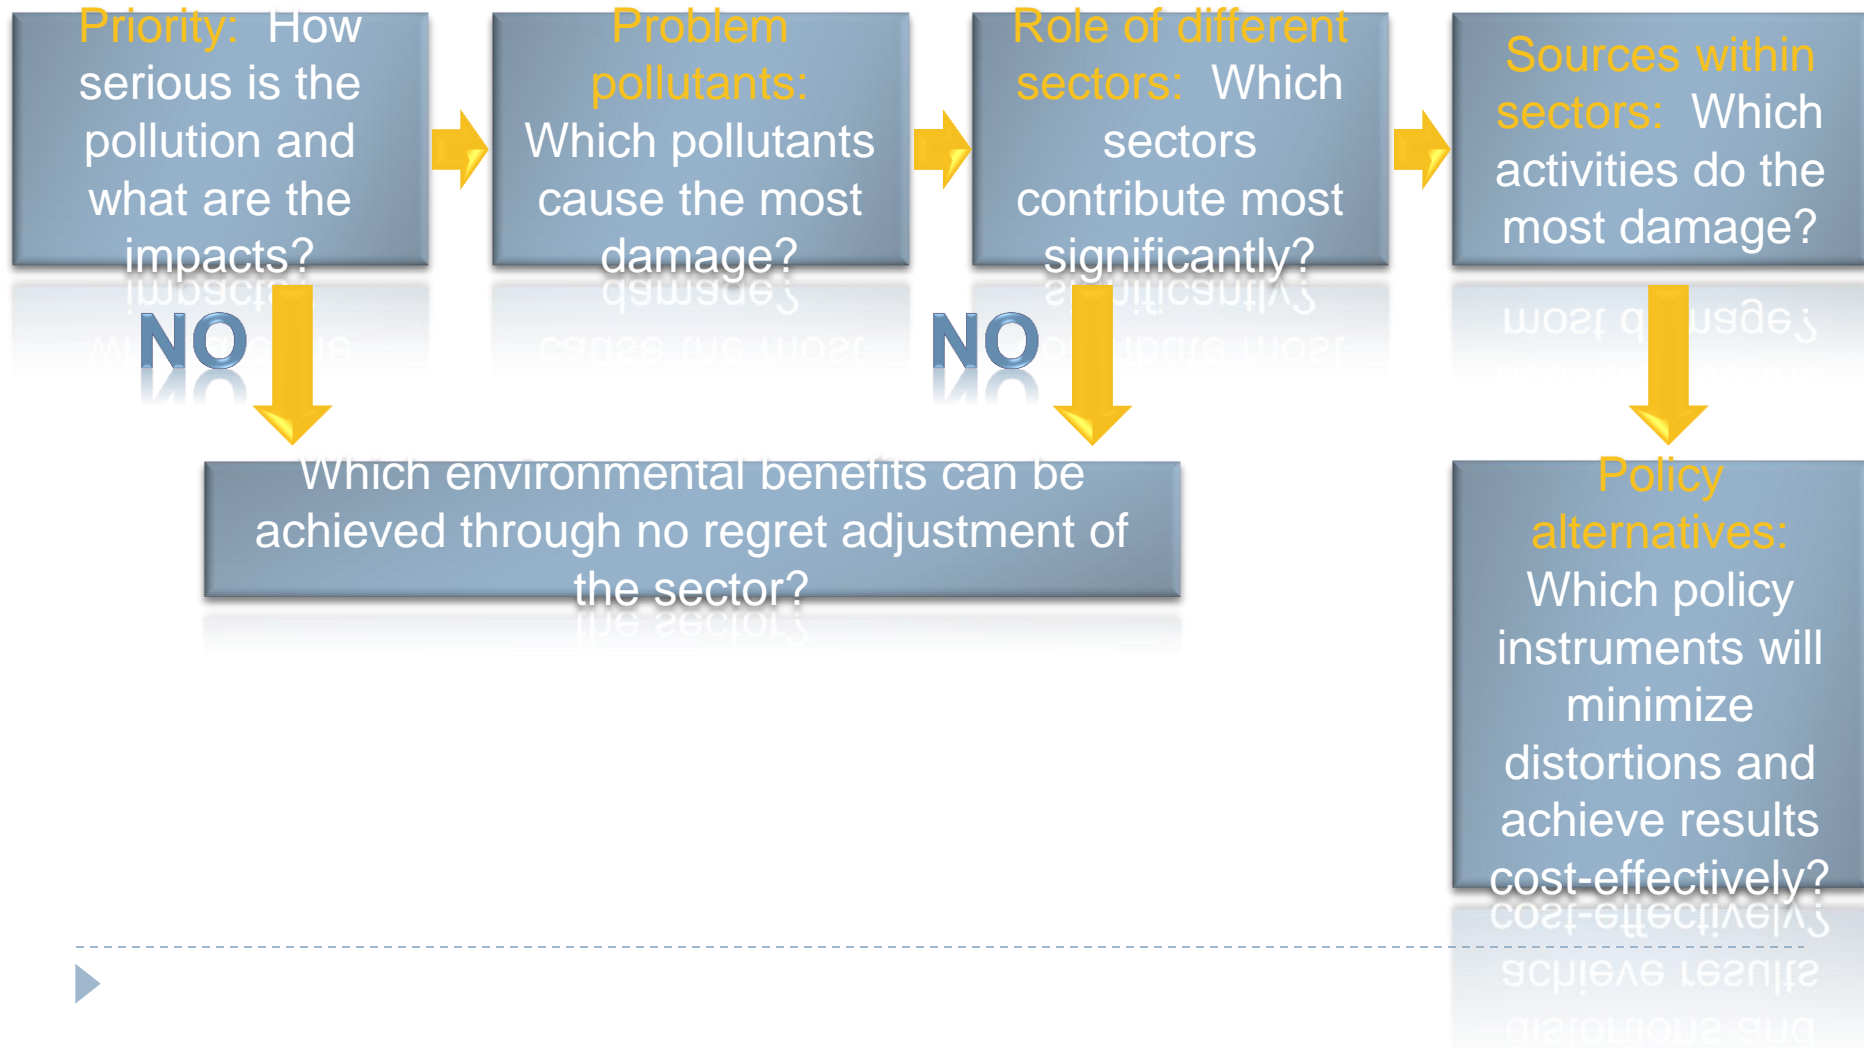 Priority: How
serious is the
pollution and
what are the
impacts?
Problem
pollutants:
Which pollutants
cause the most
damage?
Role of different
sectors: Which
sectors
contribute most
significantly?
Sources within
sectors: Which
activities do the
most damage?
NO
NO
Which environmental benefits can be
achieved through no regret adjustment of
the sector?
Policy
alternatives:
Which policy
instruments will
minimize
distortions and
achieve results
cost-effectively?